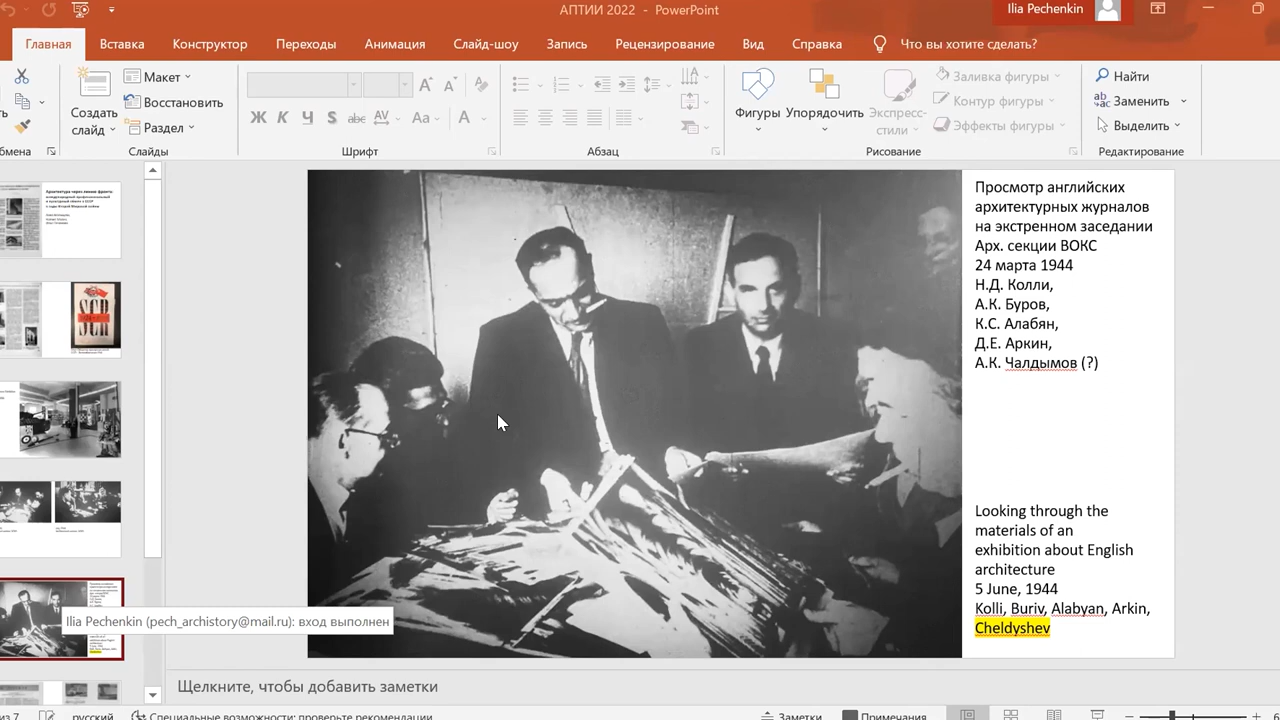 АПТИИ 2022 - PowerPoint
Ilia Pechenkin
Главная Вставка Конструктор Переходы Анимация Слайд-шоу Запись Рецензирование Вид Справка Что вы хотите сделать?
Создать слайд
Макет
Восстановить
Раздел
Слайды
Ж К Ч S abc AV Aa А
Шрифт
Абзац
Фигуры
Упорядочить
Экспресс-стили
Заливка фигуры
Контур фигуры
Эффекты фигуры
Рисование
Найти
Заменить
Выделить
Редактирование
Просмотр английских
архитектурных журналов
на экстренном заседании
Арх. секции ВОКС
24 марта 1944
Н.Д. Колли,
А.К. Буров,
К.С. Алабян,
Д.Е. Аркин,
А.К. Чалдымов (?)
Looking through the
materials of an
exhibition about English
architecture
5 June, 1944
Kolli, Buriv, Alabyan, Arkin,
Cheldyshev
Ilia Pechenkin (pech_archistory@mail.ru): вход выполнен
Щелкните, чтобы добавить заметки
из 7 русский Специальные возможности: проверьте рекомендации Заметки Примечания